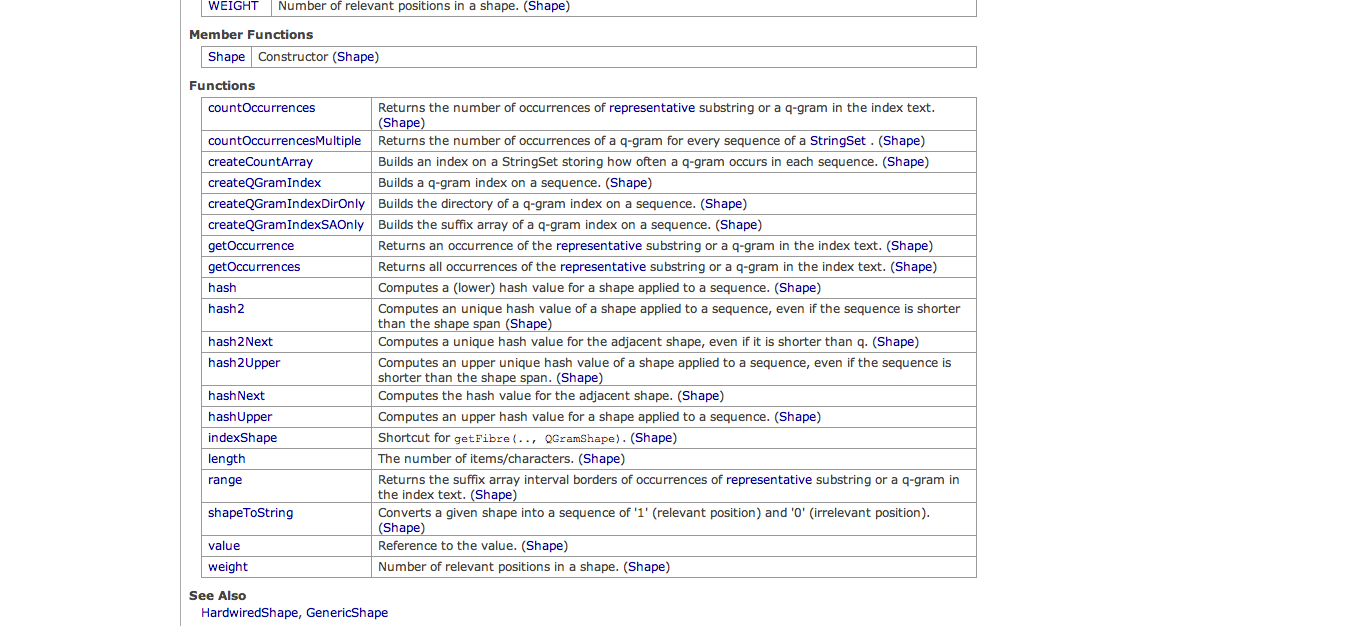 WEIGHT Number of relevant positions in a shape. (Shape)
Member Functions
Shape Constructor (Shape)
Functions
countOccurrences Returns the number of occurrences of representative substring or a q-gram in the index text.
(Shape)
countOccurrencesMultiple Returns the number of occurrences of a q-gram for every sequence of a StringSet . (Shape)
createCountArray Builds an index on a StringSet storing how often a q-gram occurs in each sequence. (Shape)
createQGramIndex Builds a q-gram index on a sequence. (Shape)
createQGramIndexDirOnly Builds the directory of a q-gram index on a sequence. (Shape)
createQGramIndexSAOnly Builds the suffix array of a q-gram index on a sequence. (Shape)
getOccurrence Returns an occurrence of the representative substring or a q-gram in the index text. (Shape)
getOccurrences Returns all occurrences of the representative substring or a q-gram in the index text. (Shape)
hash Computes a (lower) hash value for a shape applied to a sequence. (Shape)
hash2 Computes an unique hash value of a shape applied to a sequence, even if the sequence is shorter
than the shape span (Shape)
hash2Next Computes a unique hash value for the adjacent shape, even if it is shorter than q. (Shape)
hash2Upper Computes an upper unique hash value of a shape applied to a sequence, even if the sequence is
shorter than the shape span. (Shape)
hashNext Computes the hash value for the adjacent shape. (Shape)
hashUpper Computes an upper hash value for a shape applied to a sequence. (Shape)
indexShape Shortcut for getFibre(.., QGramShape). (Shape)
length The number of items/characters. (Shape)
range Returns the suffix array interval borders of occurrences of representative substring or a q-gram in
the index text. (Shape)
shapeToString Converts a given shape into a sequence of '1' (relevant position) and '0' (irrelevant position).
(Shape)
value Reference to the value. (Shape)
weight Number of relevant positions in a shape. (Shape)
See Also
HardwiredShape, GenericShape